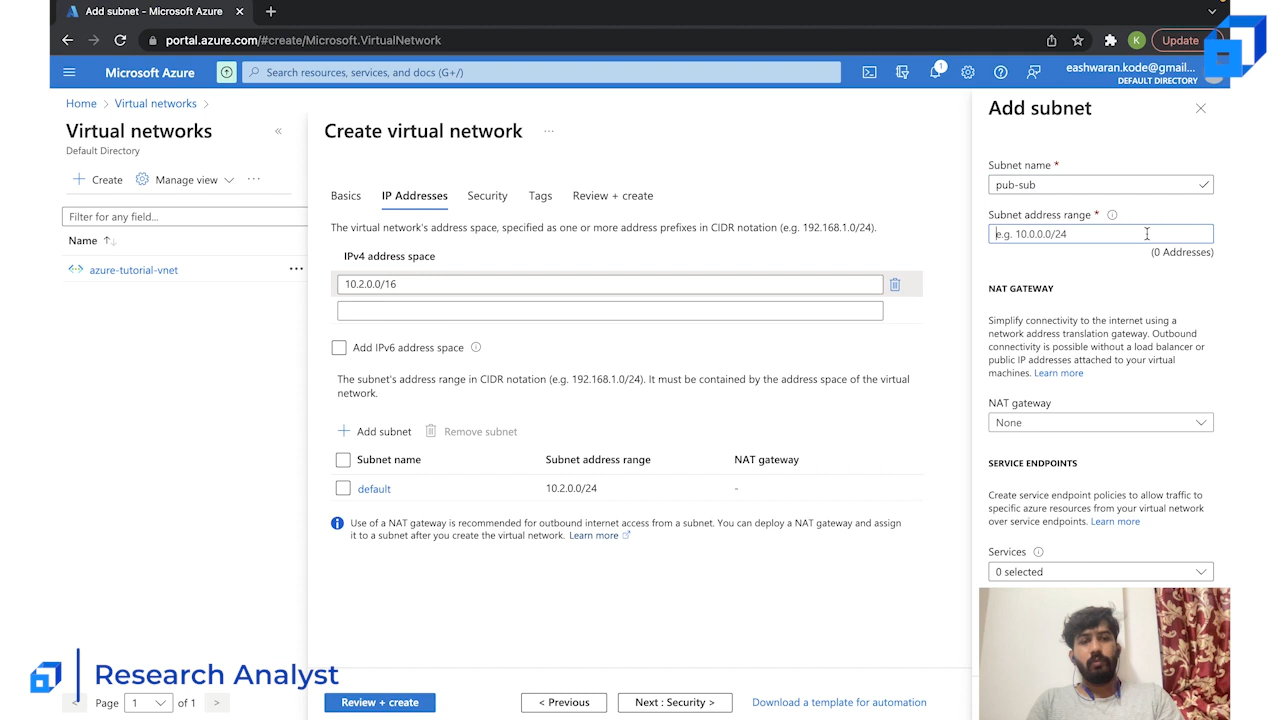 Add subnet - Microsoft Azure
portal.azure.com/#create/Microsoft.VirtualNetwork
K
Update
Microsoft Azure
Search resources, services, and docs (G+/)
1
eashwaran.kode@gmail...
DEFAULT DIRECTORY
Home > Virtual networks >
Virtual networks
Default Directory
Create
Manage view
Filter for any field...
Name
azure-tutorial-vnet
Page 1 of 1
Create virtual network
Basics
IP Addresses
Security
Tags
Review + create
The virtual network's address space, specified as one or more address prefixes in CIDR notation (e.g. 192.168.1.0/24).
IPv4 address space
10.2.0.0/16
Add IPv6 address space
The subnet's address range in CIDR notation (e.g. 192.168.1.0/24). It must be contained by the address space of the virtual
network.
Add subnet
Remove subnet
Subnet name
Subnet address range
NAT gateway
default
10.2.0.0/24
-
Use of a NAT gateway is recommended for outbound internet access from a subnet. You can deploy a NAT gateway and assign
it to a subnet after you create the virtual network. Learn more
Review + create
< Previous
Next : Security >
Download a template for automation
Add subnet
Subnet name *
pub-sub
Subnet address range *
e.g. 10.0.0.0/24
(0 Addresses)
NAT GATEWAY
Simplify connectivity to the internet using a
network address translation gateway. Outbound
connectivity is possible without a load balancer or
public IP addresses attached to your virtual
machines. Learn more
NAT gateway
None
SERVICE ENDPOINTS
Create service endpoint policies to allow traffic to
specific azure resources from your virtual network
over service endpoints. Learn more
Services
0 selected
Research Analyst